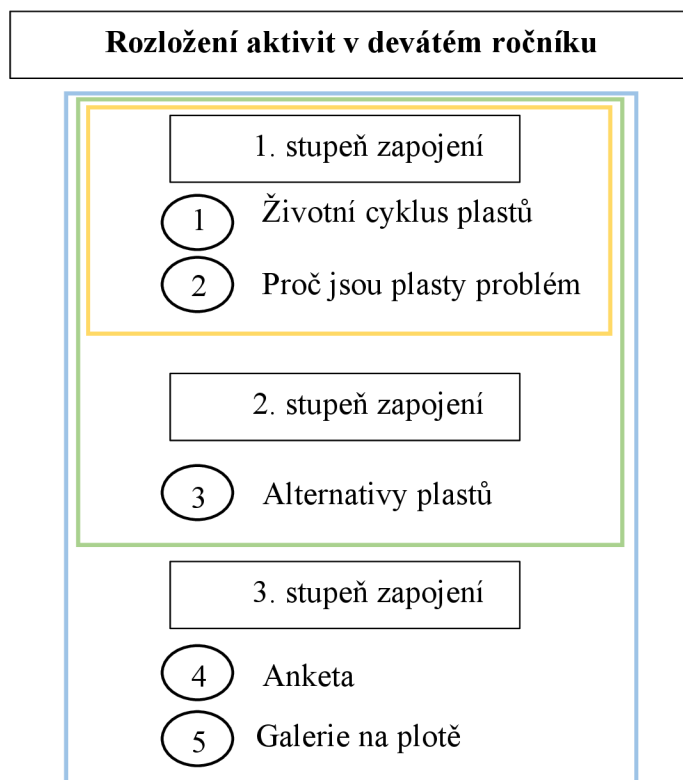 Rozložení aktivit v devátém ročníku
1. stupeň zapojení
1 Životní cyklus plastů
2 Proč jsou plasty problém
2. stupeň zapojení
3 Alternativy plastů
3. stupeň zapojení
4 Anketa
5 Galerie na plotě